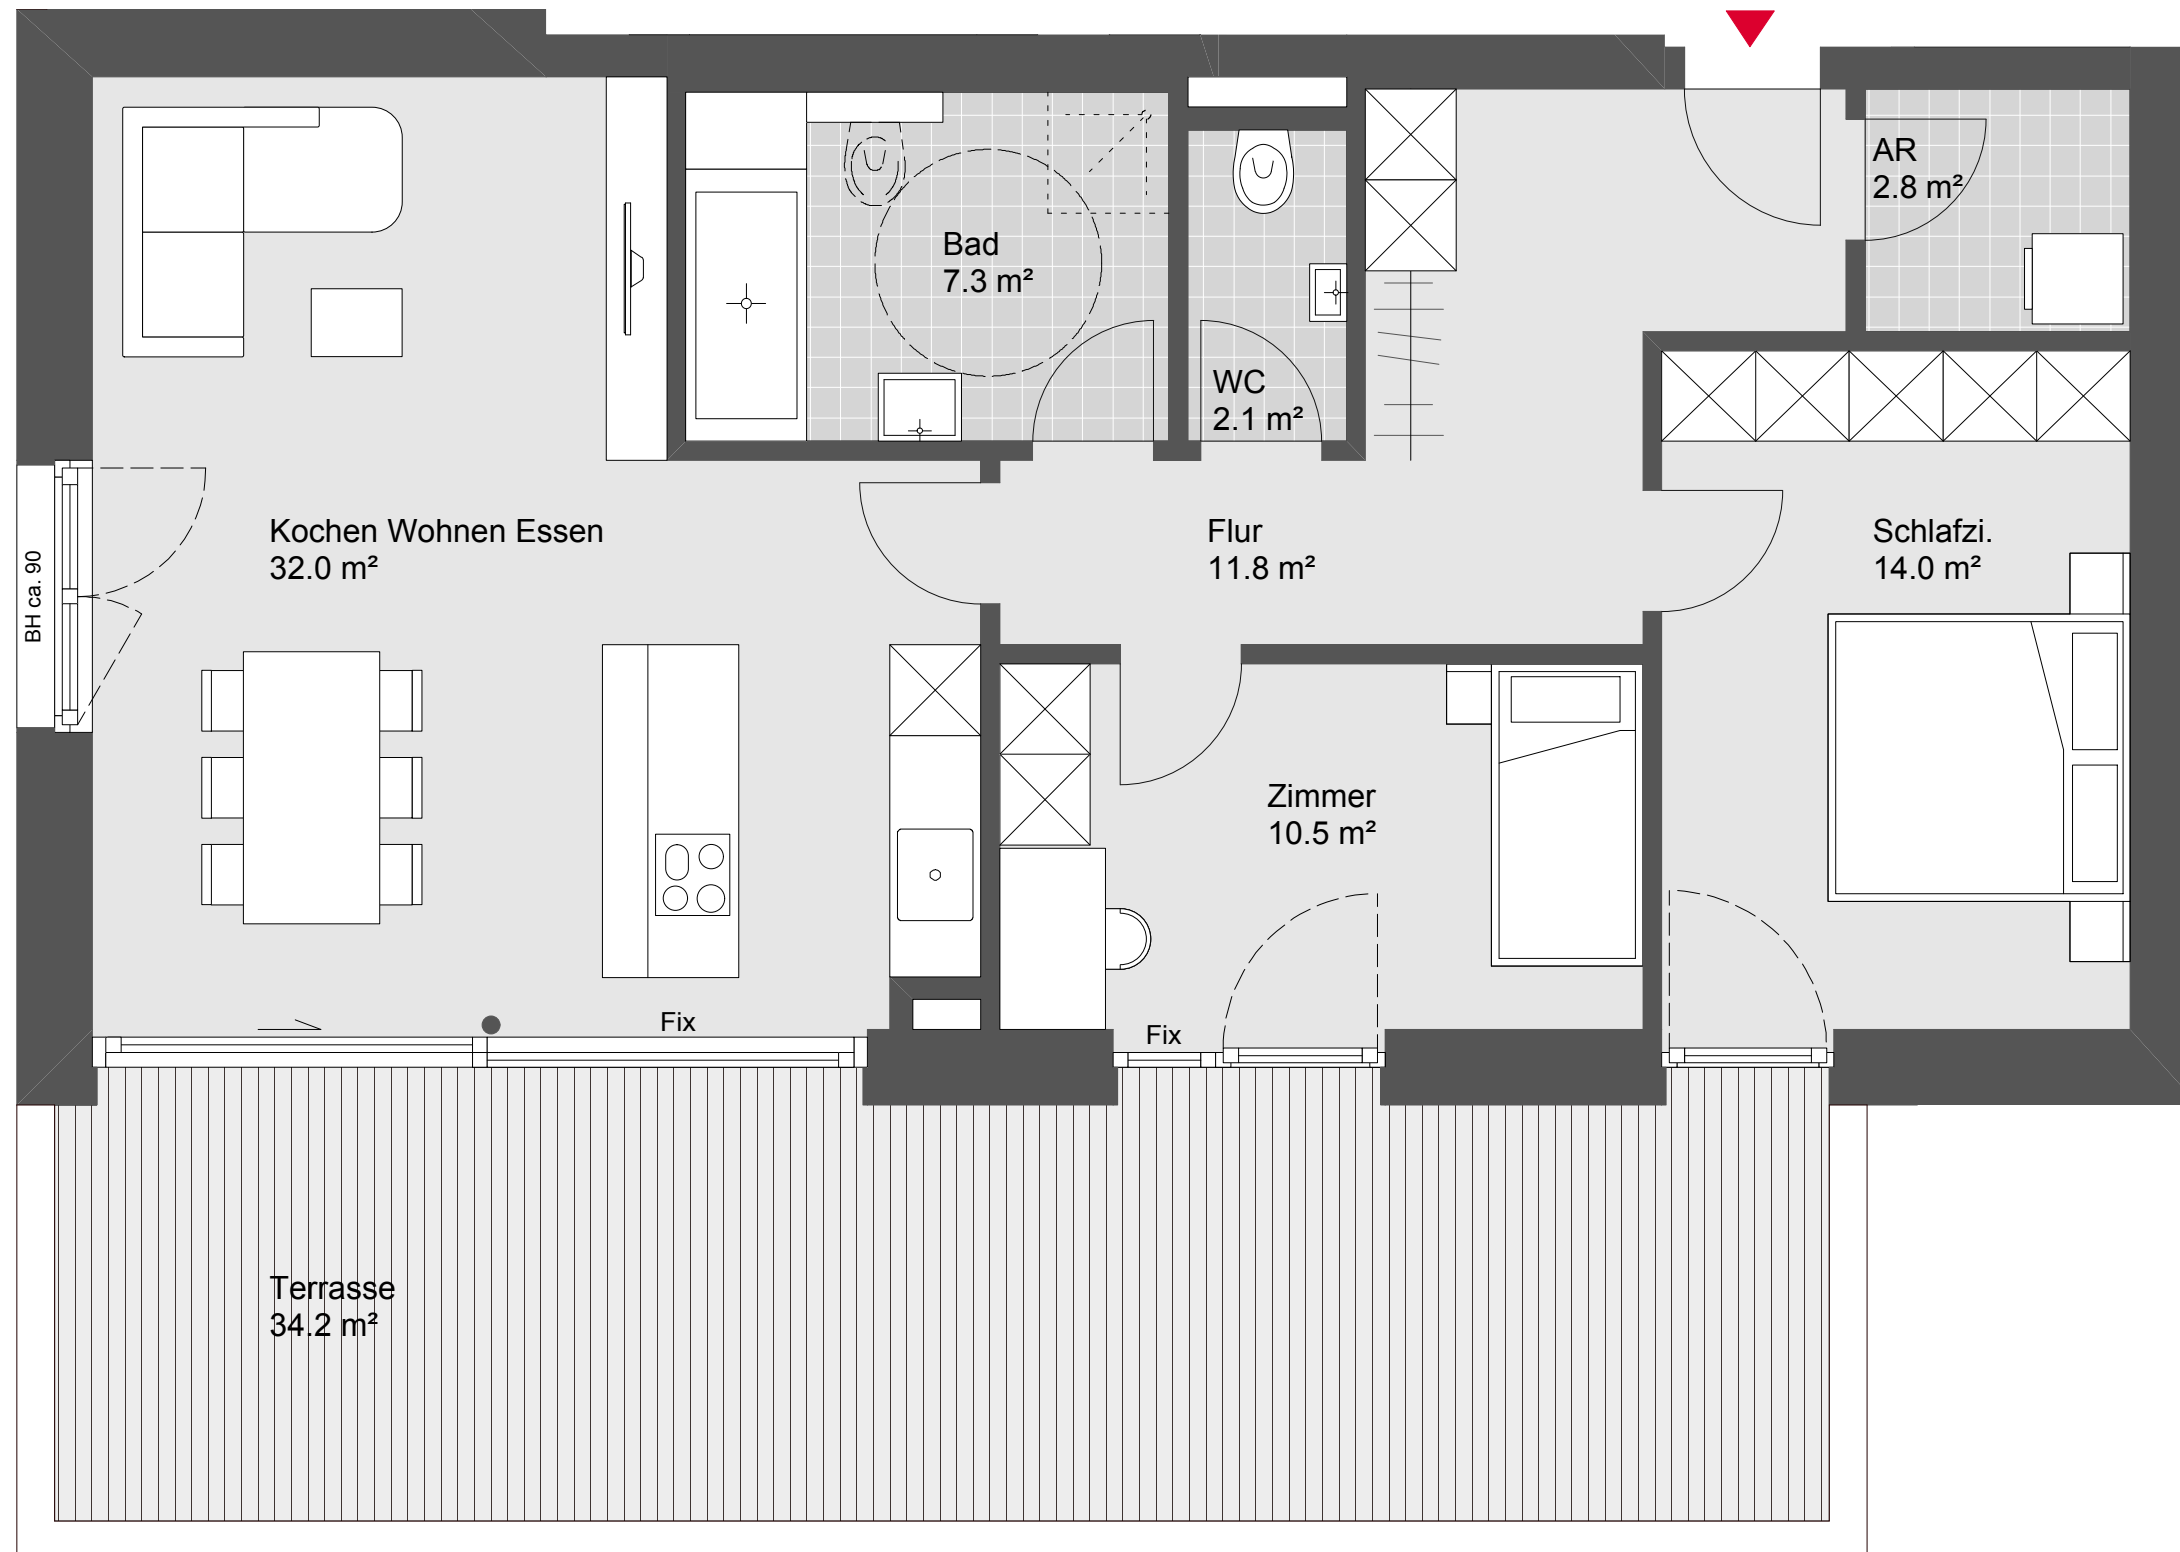 AR
2.8 m²
Bad
7.3 m²
WC
2.1 m²
Kochen Wohnen Essen
32.0 m²
Flur
11.8 m²
Schlafzi.
14.0 m²
BH ca. 90
Zimmer
10.5 m²
Fix
Fix
Terrasse
34.2 m²